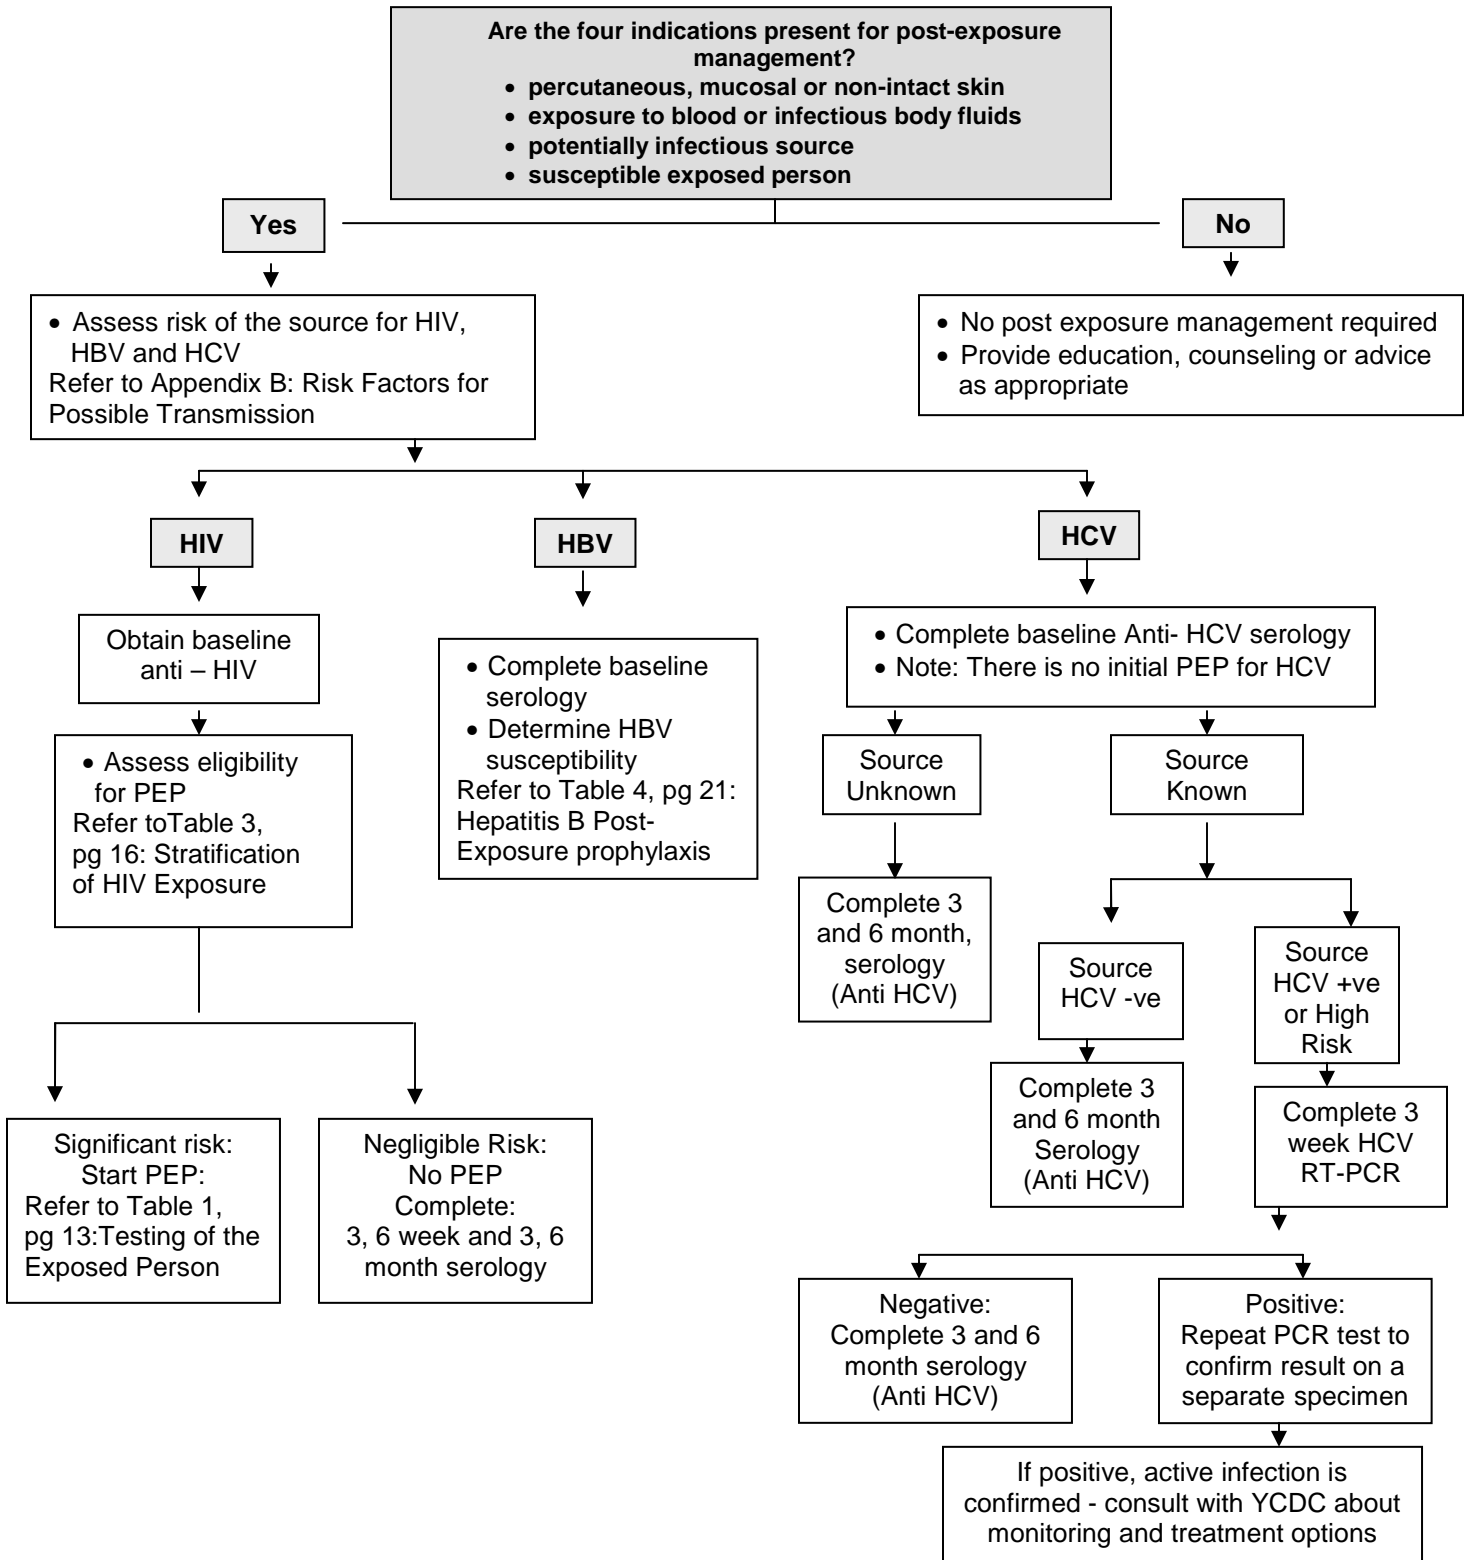 Are the four indications present for post-exposure
management?
• percutaneous, mucosal or non-intact skin
• exposure to blood or infectious body fluids
• potentially infectious source
• susceptible exposed person
Yes
No
• Assess risk of the source for HIV,
HBV and HCV
Refer to Appendix B: Risk Factors for
Possible Transmission
• No post exposure management required
• Provide education, counseling or advice
as appropriate
HIV
HBV
HCV
Obtain baseline
anti – HIV
• Assess eligibility
for PEP
Refer toTable 3,
pg 16: Stratification
of HIV Exposure
Significant risk:
Start PEP:
Refer to Table 1,
pg 13:Testing of the
Exposed Person
Negligible Risk:
No PEP
Complete:
3, 6 week and 3, 6
month serology
• Complete baseline
serology
• Determine HBV
susceptibility
Refer to Table 4, pg 21:
Hepatitis B Post-
Exposure prophylaxis
• Complete baseline Anti- HCV serology
• Note: There is no initial PEP for HCV
Source
Unknown
Complete 3
and 6 month,
serology
(Anti HCV)
Source
Known
Source
HCV -ve
Complete 3
and 6 month
Serology
(Anti HCV)
Source
HCV +ve
or High
Risk
Complete 3
week HCV
RT-PCR
Negative:
Complete 3 and 6
month serology
(Anti HCV)
Positive:
Repeat PCR test to
confirm result on a
separate specimen
If positive, active infection is
confirmed - consult with YCDC about
monitoring and treatment options